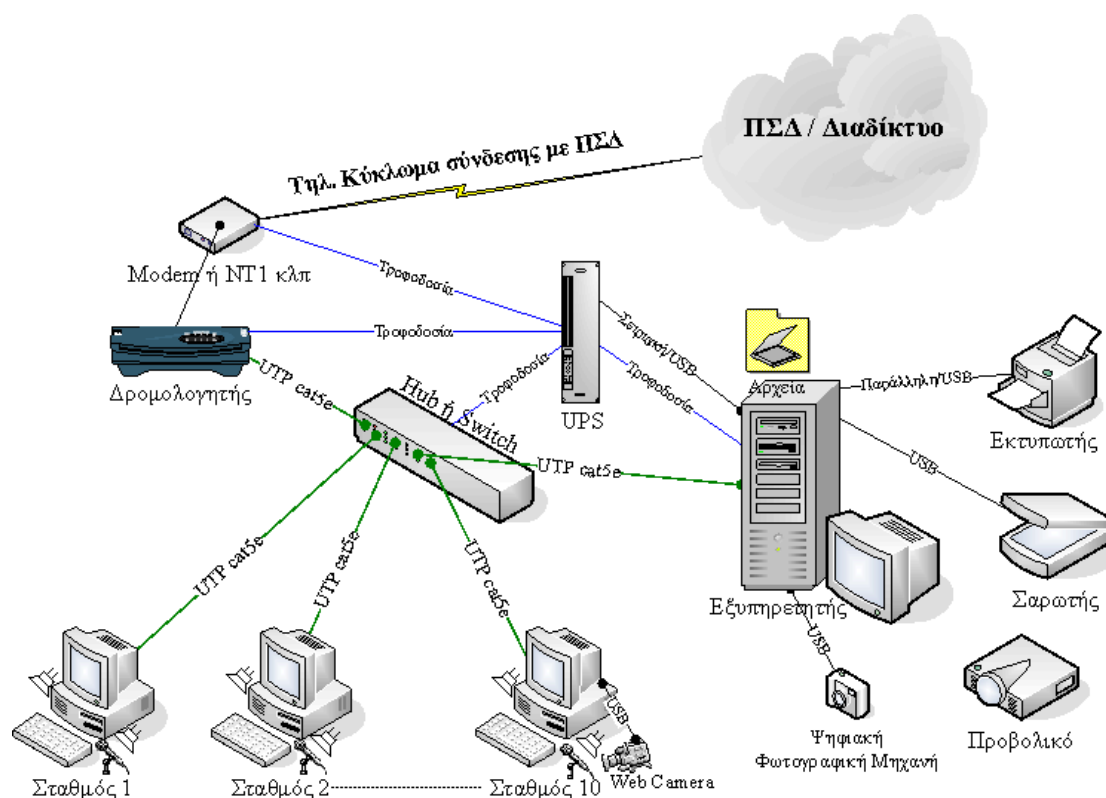 ΠΣΔ / Διαδίκτυο
Τηλ. Κύκλωμα σύνδεσης με ΠΣΔ
Modem ή NT1 κλπ
Τροφοδοσία
Τροφοδοσία
Σειριακή/USB
Αρχεία
Παράλληλη/USB
Δρομολογητής
UTP cat5e
Hub ή Switch
Τροφοδοσία
UPS
Τροφοδοσία
Εκτυπωτής
UTP cat5e
USB
UTP cat5e
UTP cat5e
UTP cat5e
Εξυπηρετητής
Σαρωτής
USB
USB
Ψηφιακή
Φωτογραφική Μηχανή
Προβολικό
Σταθμός 1
Σταθμός 2
Σταθμός 10
Web Camera